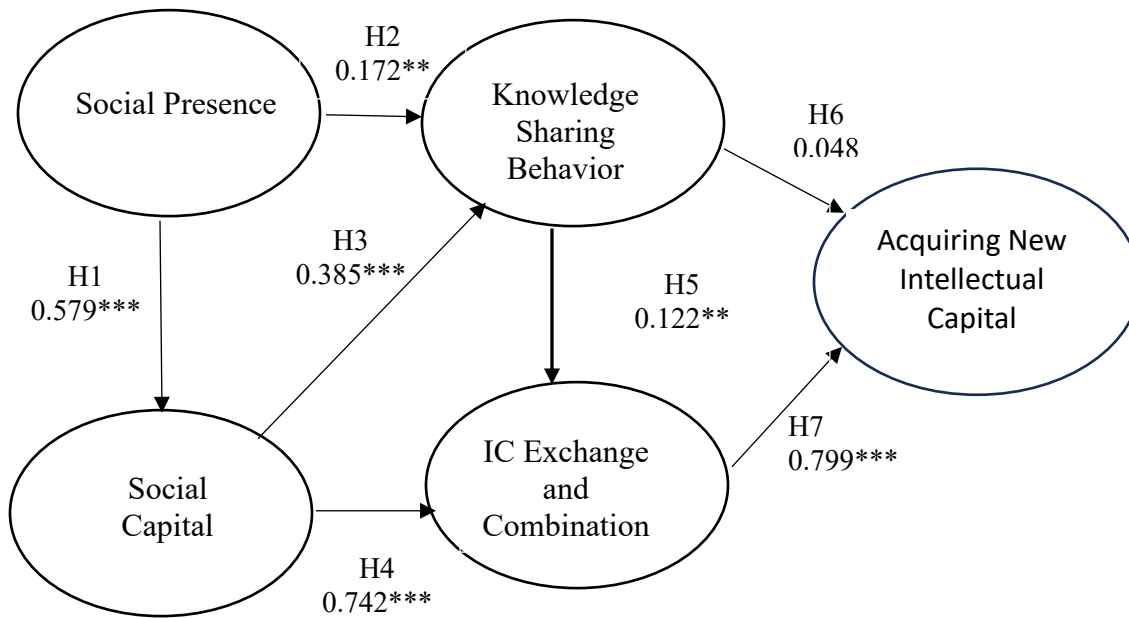 H2
0.172**
Social Presence
Knowledge
Sharing
Behavior
H6
0.048
H3
0.385***
Acquiring New
Intellectual
Capital
H1
0.579***
H5
0.122**
H7
0.799***
IC Exchange
and
Combination
Social
Capital
H4
0.742***